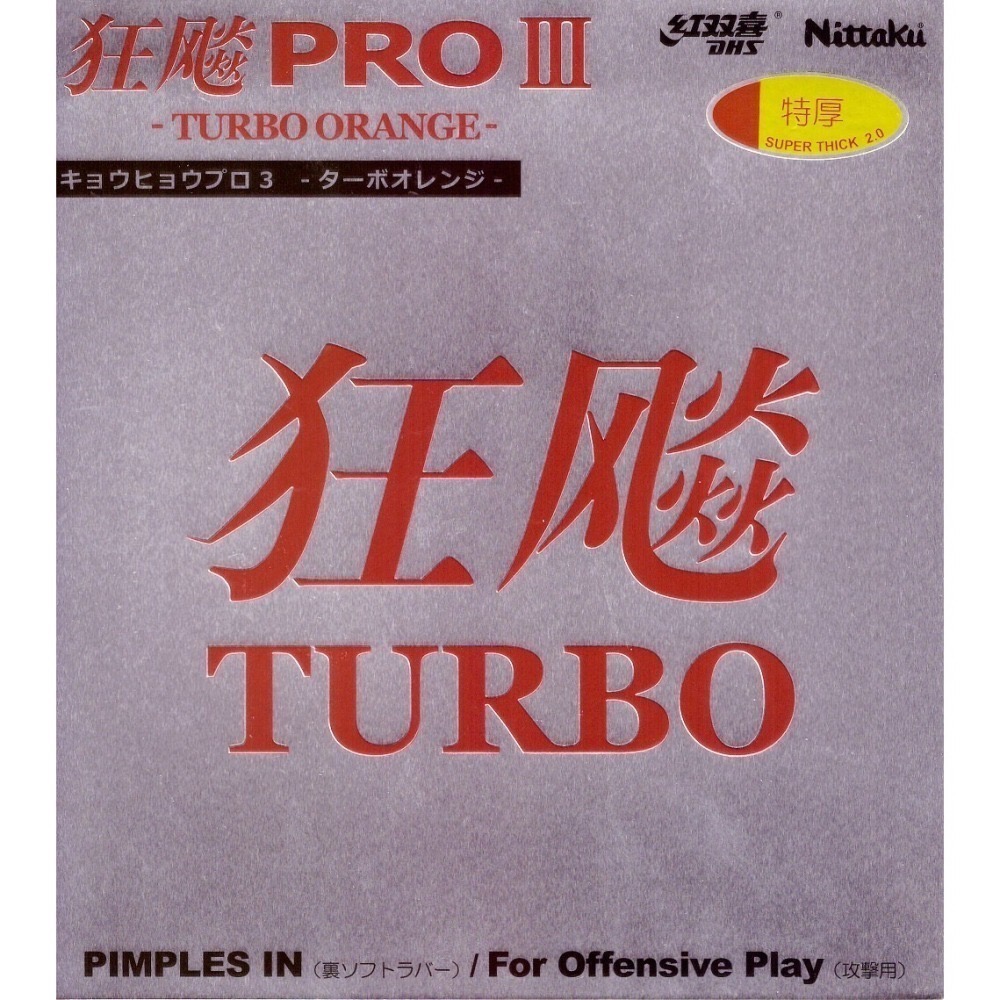 狂飚 PRO III
红双喜®
DHS
Nittaku
- TURBO ORANGE -
特厚
SUPER THICK 2.0
キョウヒョウプロ3 -ターボオレンジ-
狂飚
TURBO
PIMPLES IN (裏ソフトラバー) / For Offensive Play (攻撃用)